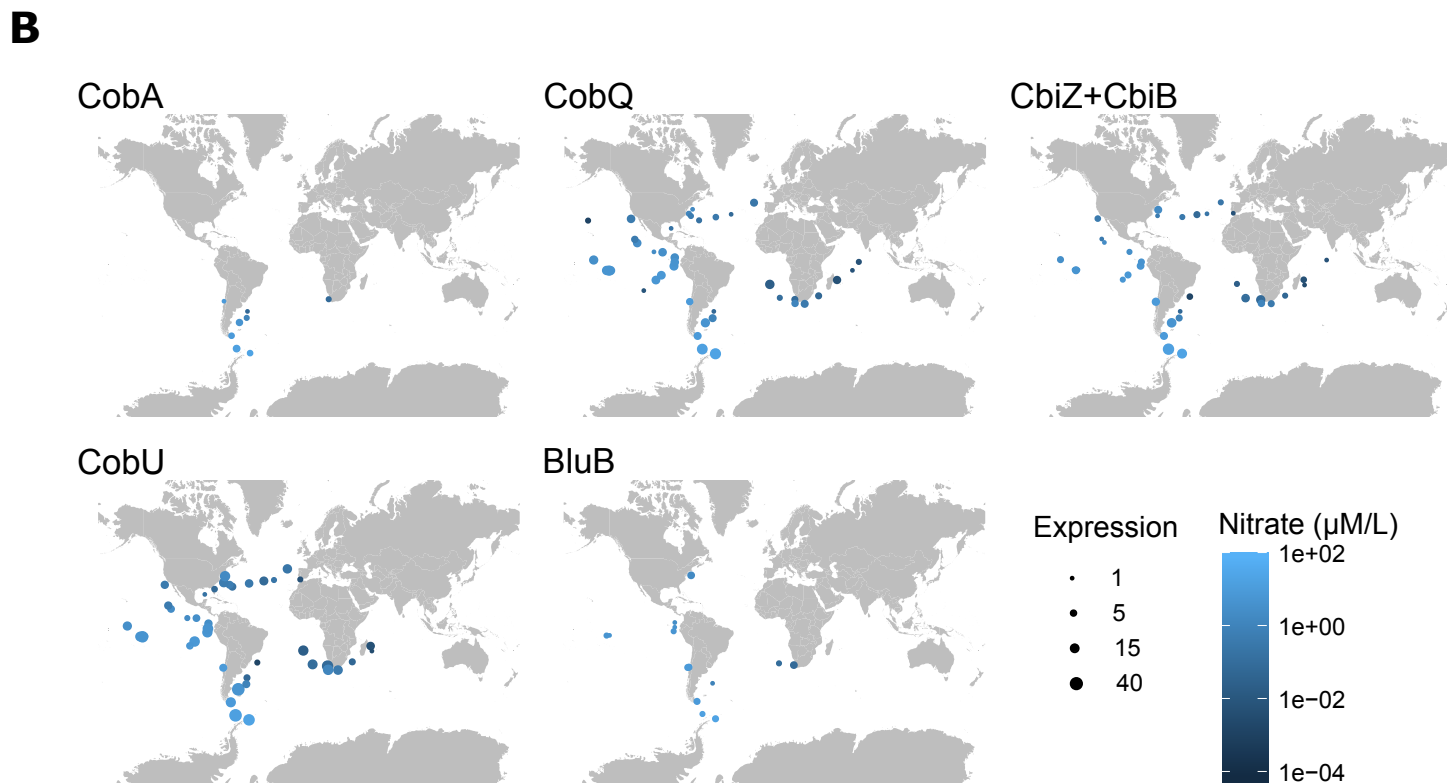 B
CobA
CobQ
CbiZ+CbiB
CobU
BluB
Expression
1
5
15
40
Nitrate (μM/L)
1e+02
1e+00
1e−02
1e−04